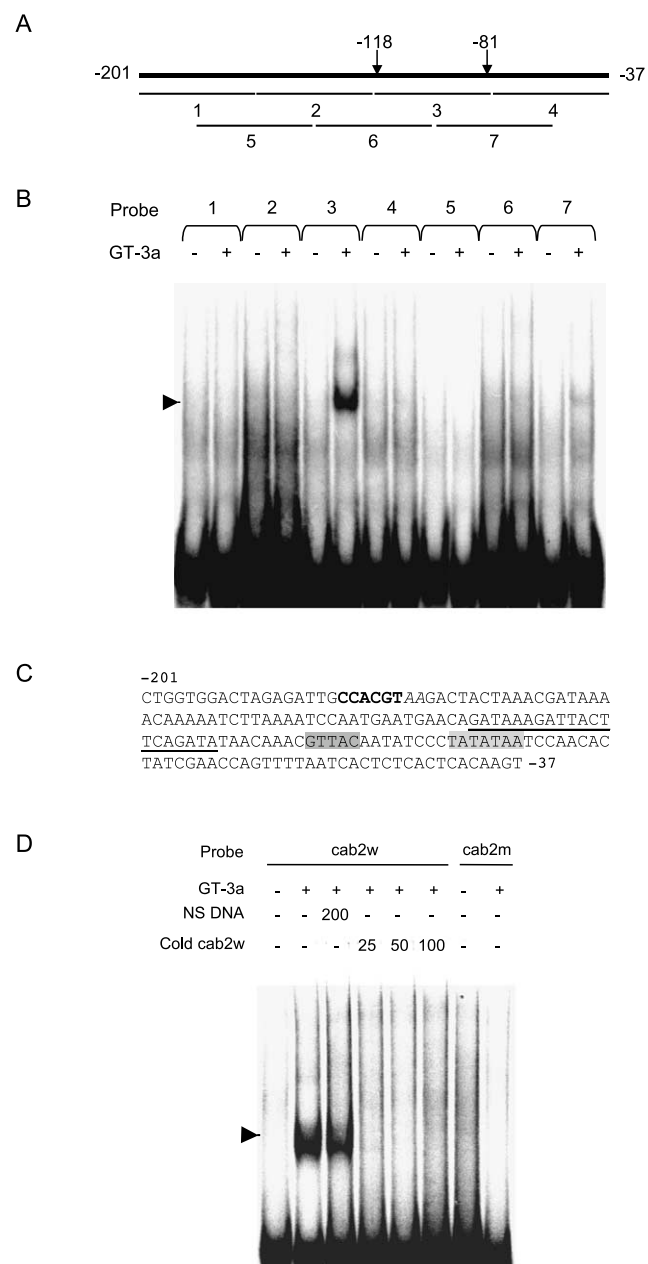 A
-118 -81
-201 -37
1 2 3 4
5 6 7
B
Probe 1 2 3 4 5 6 7
GT-3a - + - + - + - + - + - + - +
C
-201
CTGGTGGACTAGAGATTGCCACGTAAGACTACTAAACGATAAA
ACAAAAATCTTAAAATCCAATGAATGAACAGATAAAGATTACT
TCAGATATAACAAACGTTACAATATCCCTATATAATCCAACAC
TATCGAACCAGTTTTAATCACTCTCACTCACAAGT -37
D
Probe cab2w cab2m
GT-3a - + + + + + - +
NS DNA - - 200 - - - - -
Cold cab2w - - - 25 50 100 - -